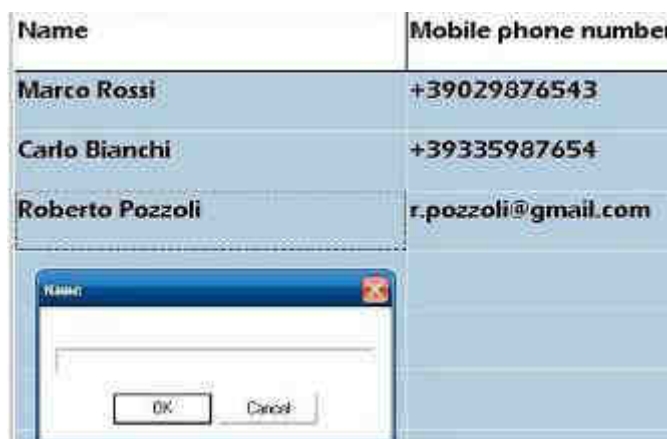 Name Mobile phone number
Marco Rossi +39029876543
Carlo Bianchi +39335987654
Roberto Pozzoli r.pozzoli@gmail.com
Name:
OK Cancel